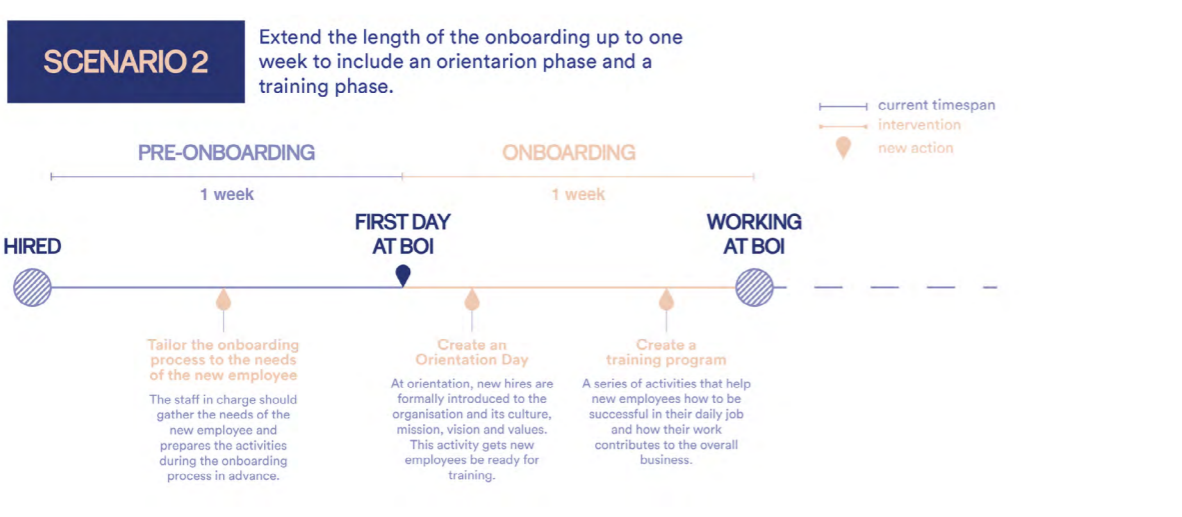 SCENARIO 2
Extend the length of the onboarding up to one
week to include an orientarion phase and a
training phase.
current timespan
intervention
new action
PRE-ONBOARDING
ONBOARDING
1 week
1 week
HIRED
FIRST DAY
AT BOI
WORKING
AT BOI
Tailor the onboarding
process to the needs
of the new employee
The staff in charge should
gather the needs of the
new employee and
prepares the activities
during the onboarding
process in advance.
Create an
Orientation Day
At orientation, new hires are
formally introduced to the
organisation and its culture,
mission, vision and values.
This activity gets new
employees be ready for
training.
Create a
training program
A series of activities that help
new employees how to be
successful in their daily job
and how their work
contributes to the overall
business.